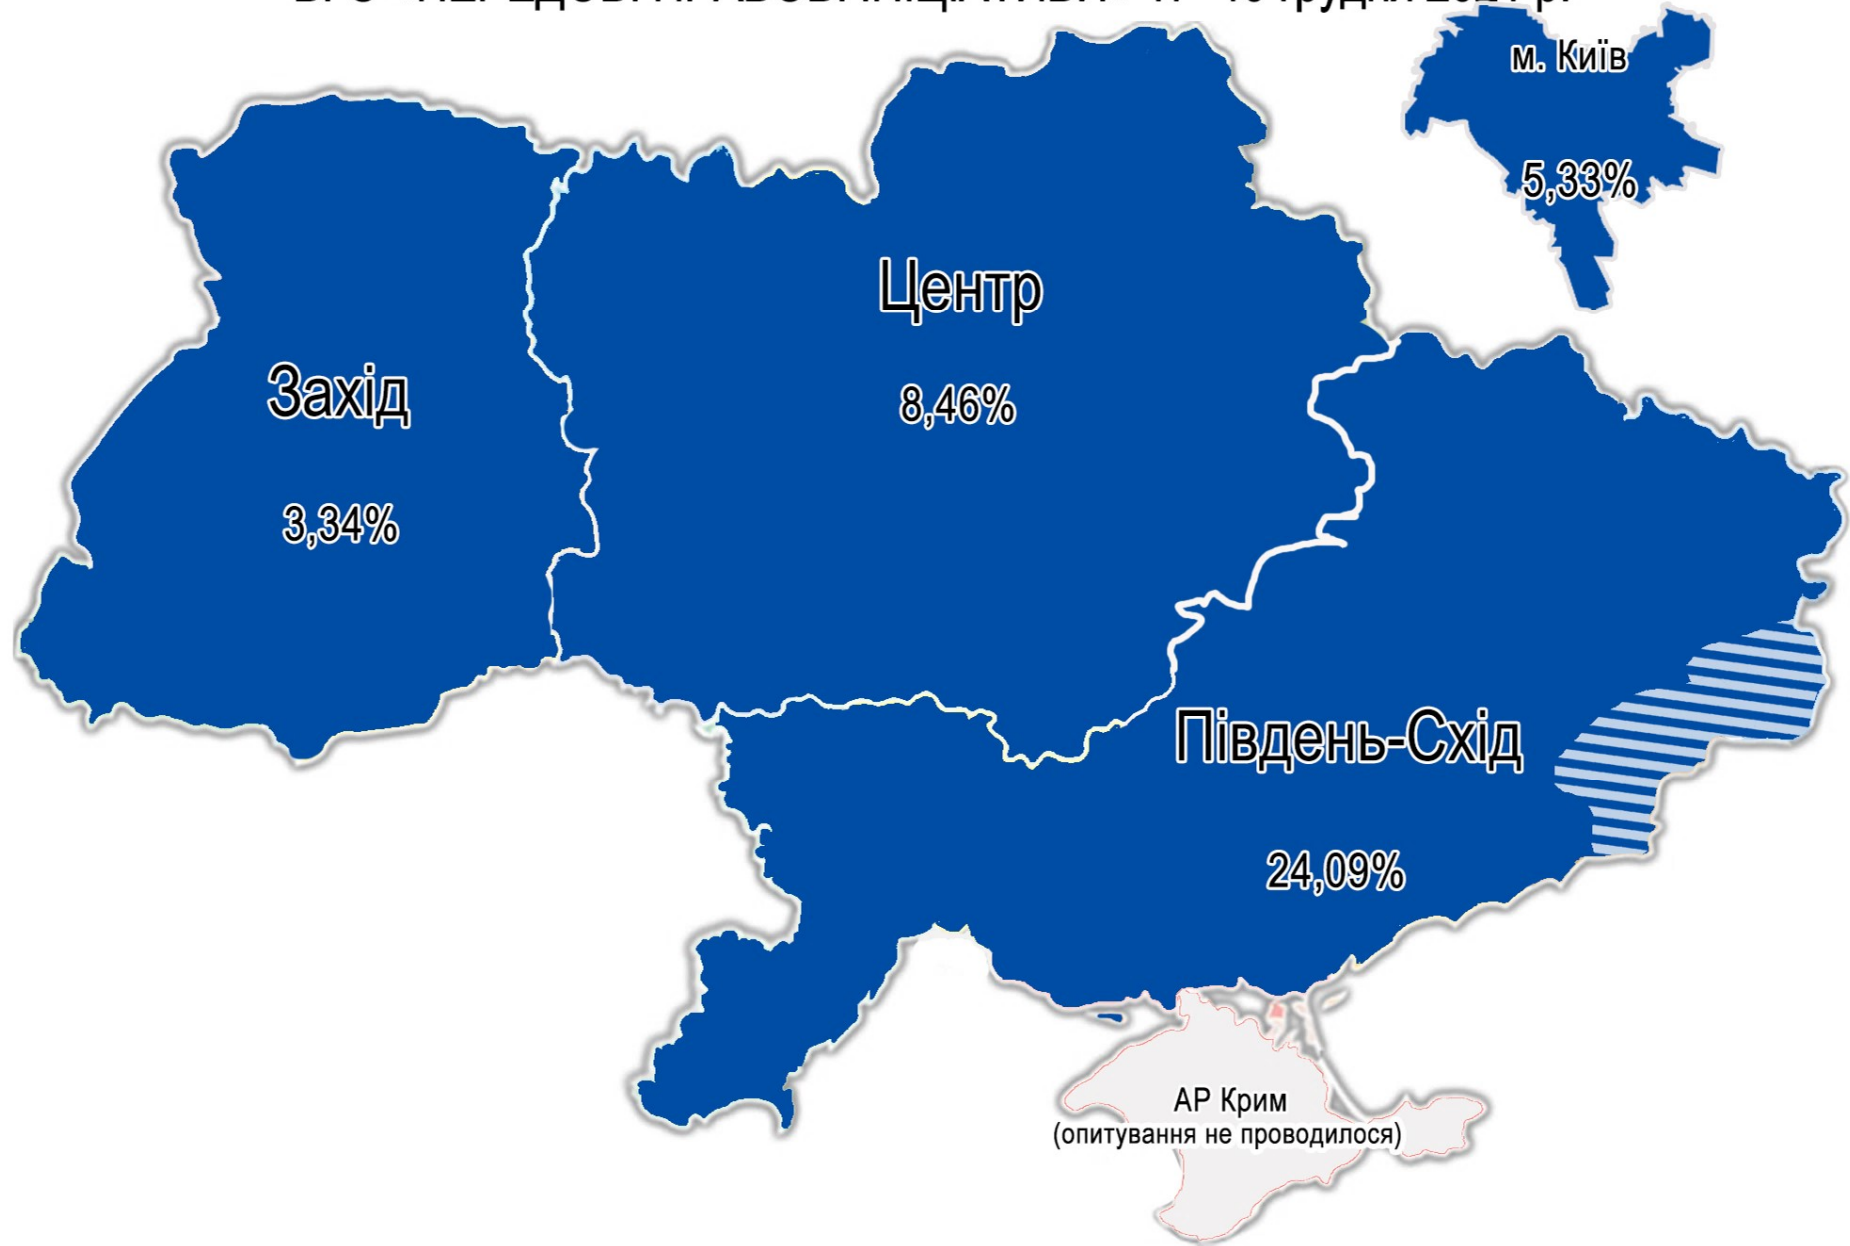 м. Київ
5,33%
Центр
8,46%
Захід
3,34%
Південь-Схід
24,09%
АР Крим
(опитування не проводилося)